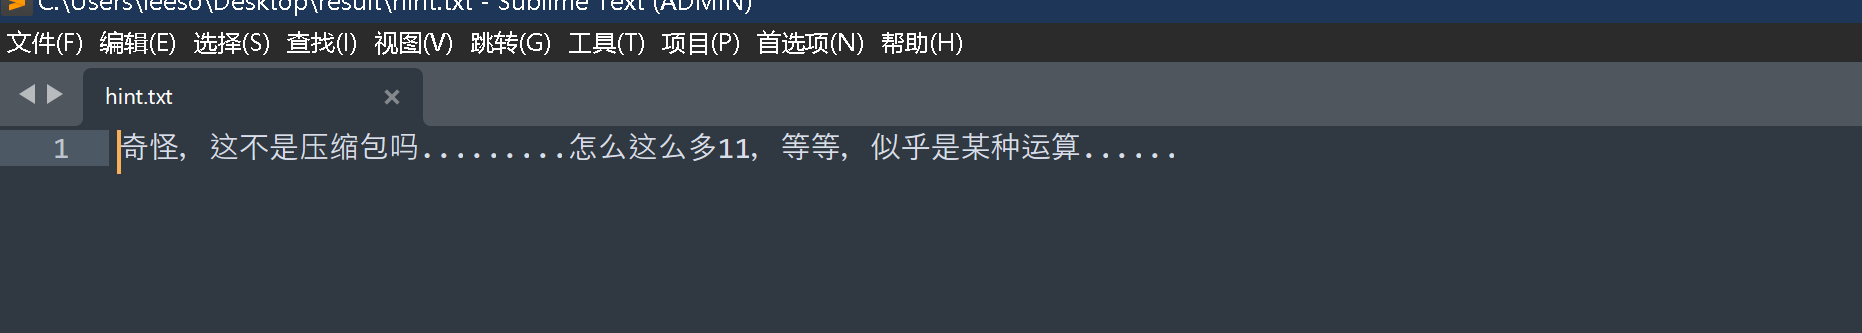 C:\Users\leeso\Desktop\result\hint.txt - Sublime Text (ADMIN)
文件(F) 编辑(E) 选择(S) 查找(I) 视图(V) 跳转(G) 工具(T) 项目(P) 首选项(N) 帮助(H)
hint.txt
1 奇怪，这不是压缩包吗.........怎么这么多11，等等，似乎是某种运算......